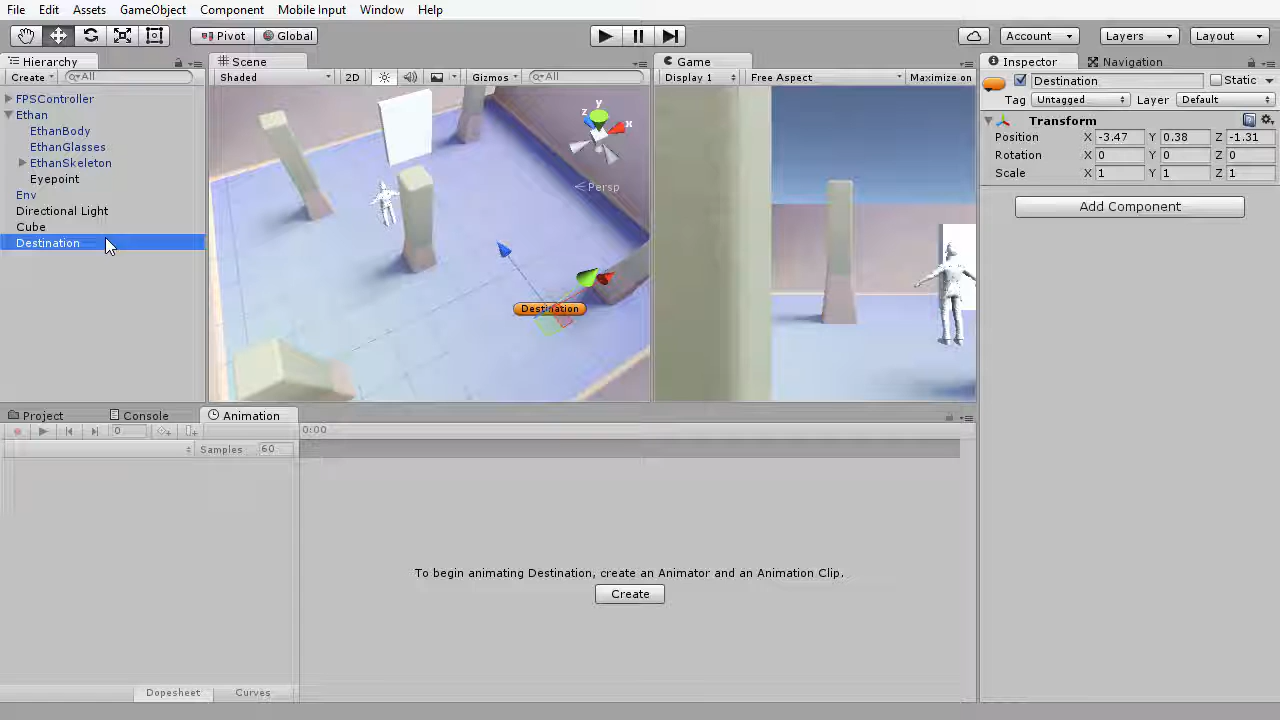 File Edit Assets GameObject Component Mobile Input Window Help
Pivot Global Account Layers Layout
Hierarchy Scene Game Inspector Navigation
Create All Shaded 2D Gizmos All Display 1 Free Aspect Maximize on
Destination Static
Tag Untagged Layer Default
Transform
Position X -3.47 Y 0.38 Z -1.31
Rotation X 0 Y 0 Z 0
Scale X 1 Y 1 Z 1
Add Component
FPSController
Ethan
EthanBody
EthanGlasses
EthanSkeleton
Eyepoint
Env
Directional Light
Cube
Destination
y
z
x
Persp
Destination
Project Console Animation
0 0:00
Samples 60
To begin animating Destination, create an Animator and an Animation Clip.
Create
Dopesheet Curves